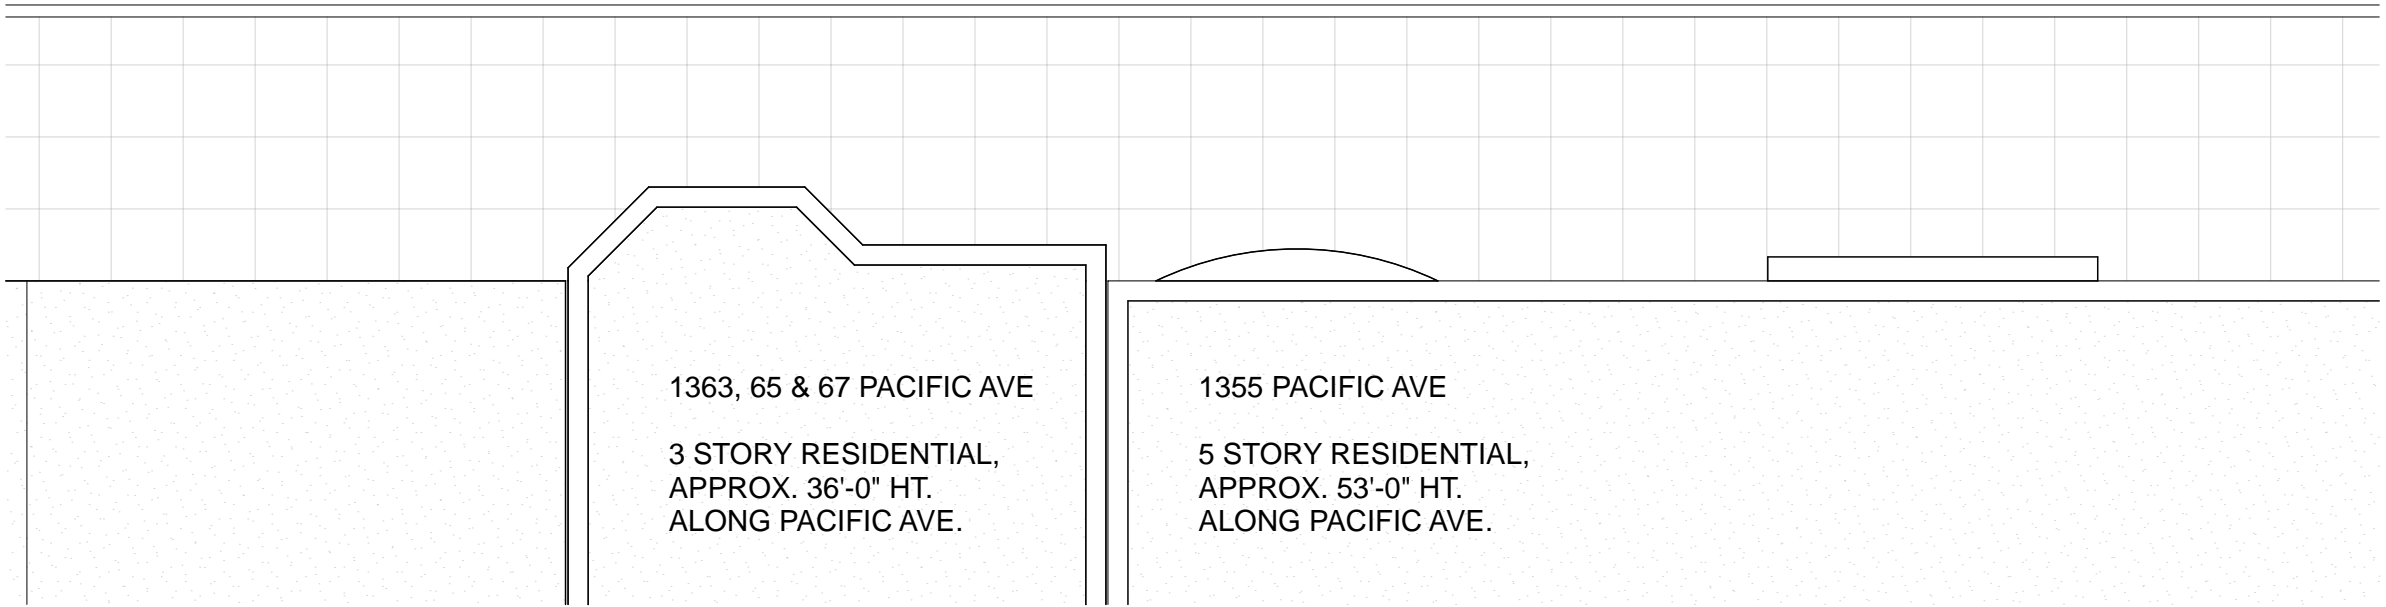 1363, 65 & 67 PACIFIC AVE
3 STORY RESIDENTIAL,
APPROX. 36'-0" HT.
ALONG PACIFIC AVE.
1355 PACIFIC AVE
5 STORY RESIDENTIAL,
APPROX. 53'-0" HT.
ALONG PACIFIC AVE.